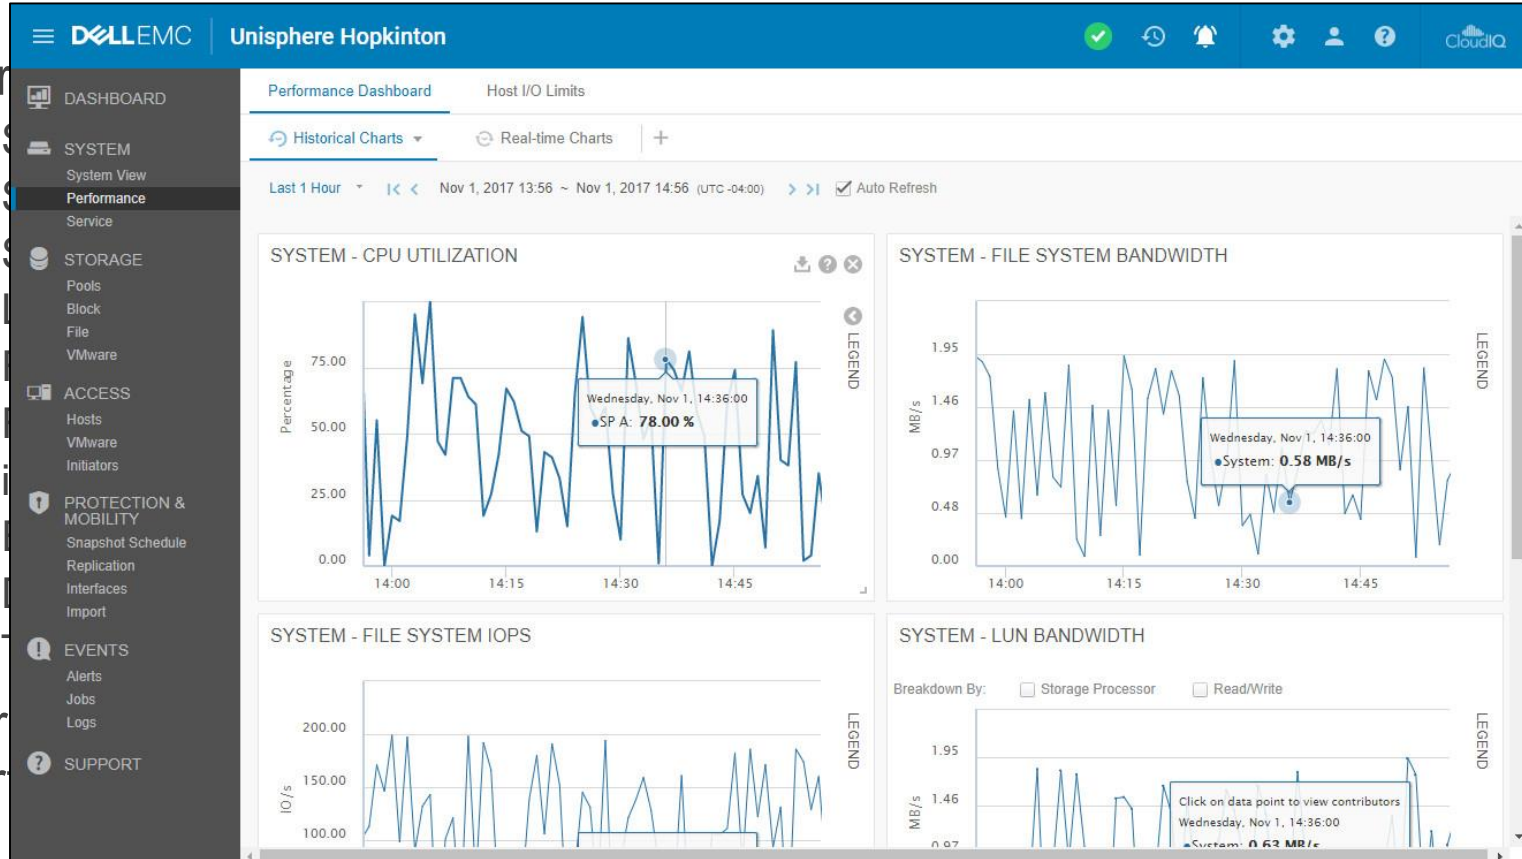 DELLEMC
Unisphere Hopkinton
CloudIQ
DASHBOARD
SYSTEM
System View
Performance
Service
STORAGE
Pools
Block
File
VMware
ACCESS
Hosts
VMware
Initiators
PROTECTION &
MOBILITY
Snapshot Schedule
Replication
Interfaces
Import
EVENTS
Alerts
Jobs
Logs
SUPPORT
Performance Dashboard
Host I/O Limits
Historical Charts
Real-time Charts
Last 1 Hour
Nov 1, 2017 13:56 ~ Nov 1, 2017 14:56 (UTC -04:00)
Auto Refresh
SYSTEM - CPU UTILIZATION
LEGEND
Percentage
75.00
50.00
25.00
0.00
Wednesday, Nov 1, 14:36:00
SP A: 78.00 %
14:00
14:15
14:30
14:45
SYSTEM - FILE SYSTEM BANDWIDTH
LEGEND
MB/s
1.95
1.46
0.97
0.48
0.00
Wednesday, Nov 1, 14:36:00
System: 0.58 MB/s
14:00
14:15
14:30
14:45
SYSTEM - FILE SYSTEM IOPS
LEGEND
IO/s
200.00
150.00
100.00
SYSTEM - LUN BANDWIDTH
Breakdown By:
Storage Processor
Read/Write
LEGEND
MB/s
1.95
1.46
0.97
Click on data point to view contributors
Wednesday, Nov 1, 14:36:00
System: 0.63 MB/s